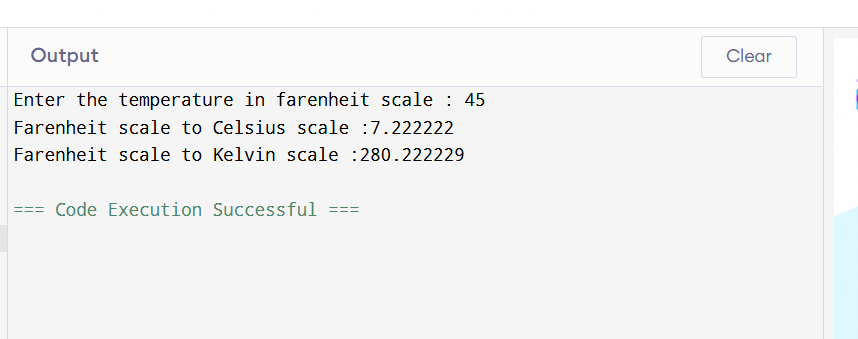 Output
Clear
Enter the temperature in farenheit scale : 45
Farenheit scale to Celsius scale :7.222222
Farenheit scale to Kelvin scale :280.222229
=== Code Execution Successful ===